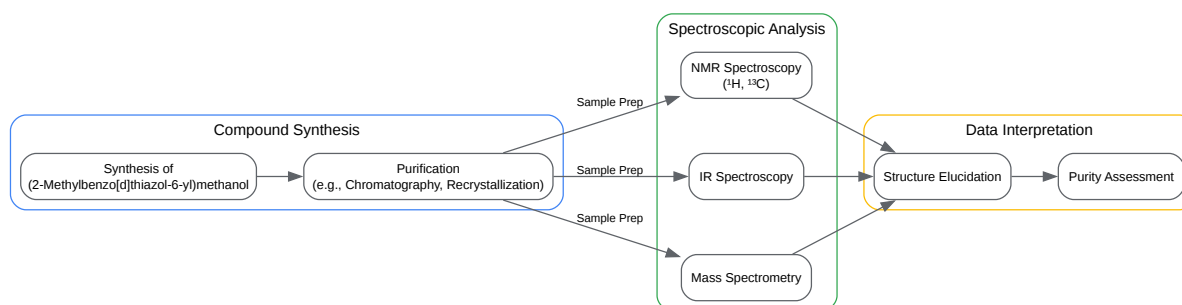 Compound Synthesis
Synthesis of
(2-Methylbenzo[d]thiazol-6-yl)methanol
Purification
(e.g., Chromatography, Recrystallization)
Sample Prep
Sample Prep
Sample Prep
Spectroscopic Analysis
NMR Spectroscopy
(¹H, ¹³C)
IR Spectroscopy
Mass Spectrometry
Data Interpretation
Structure Elucidation
Purity Assessment